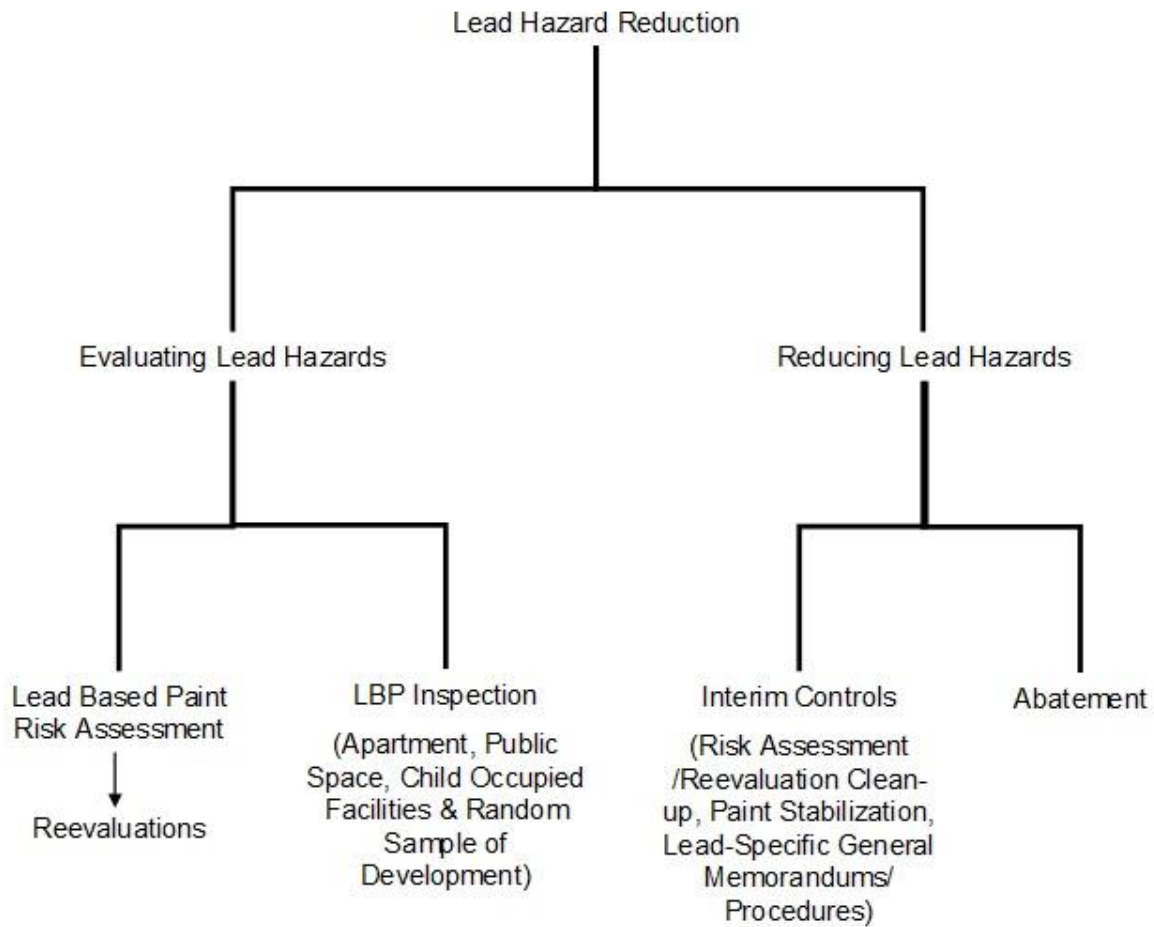 Lead Hazard Reduction
Evaluating Lead Hazards
Reducing Lead Hazards
Lead Based Paint
Risk Assessment
Reevaluations
LBP Inspection
(Apartment, Public
Space, Child Occupied
Facilities & Random
Sample of
Development)
Interim Controls
(Risk Assessment
/Reevaluation Clean-
up, Paint Stabilization,
Lead-Specific General
Memorandums/
Procedures)
Abatement